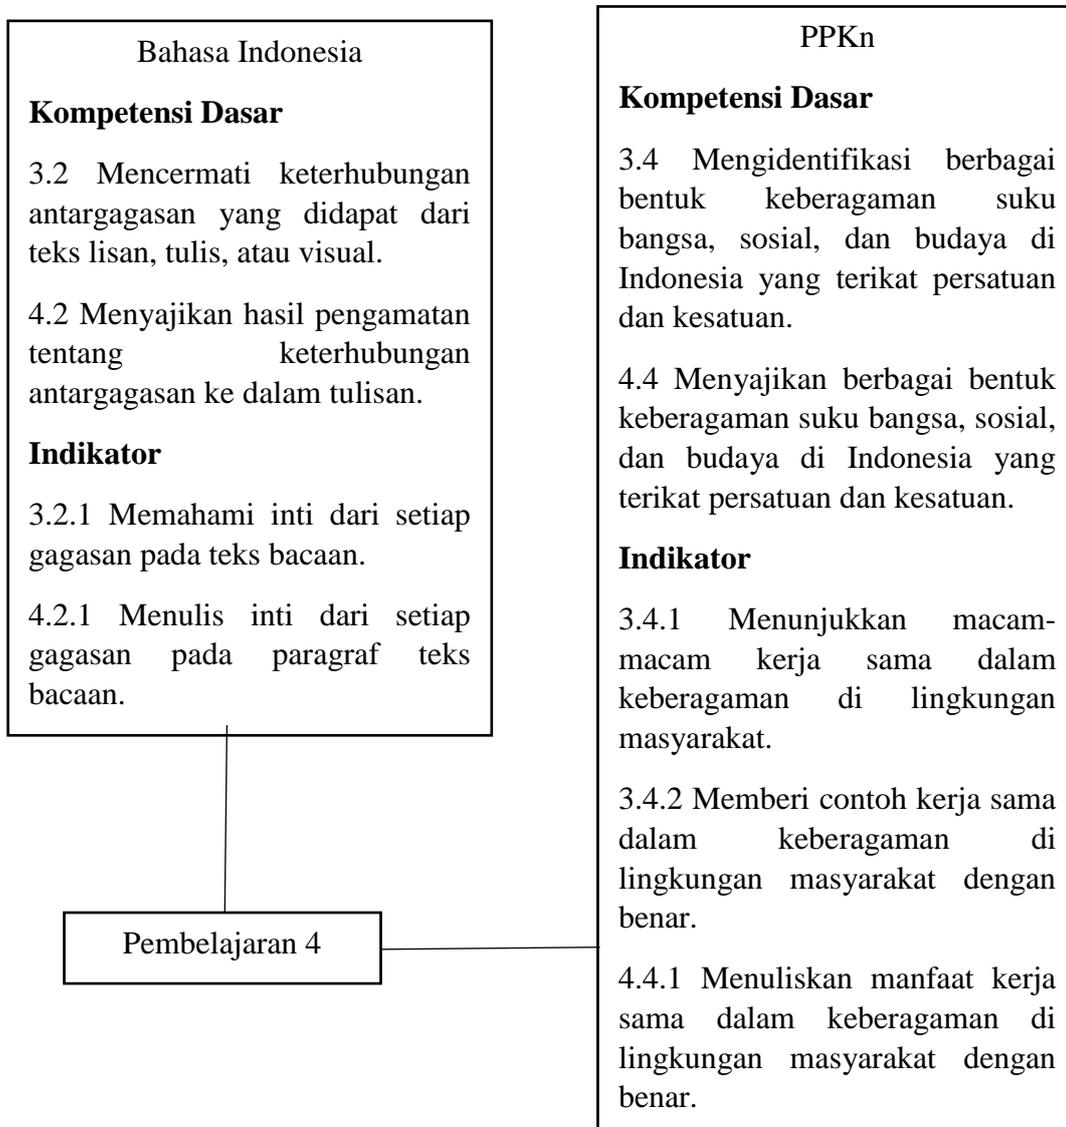 Bahasa Indonesia
Kompetensi Dasar
3.2 Mencermati keterhubungan
antargagasan yang didapat dari
teks lisan, tulis, atau visual.
4.2 Menyajikan hasil pengamatan
tentang keterhubungan
antargagasan ke dalam tulisan.
Indikator
3.2.1 Memahami inti dari setiap
gagasan pada teks bacaan.
4.2.1 Menulis inti dari setiap
gagasan pada paragraf teks
bacaan.
Pembelajaran 4
PPKn
Kompetensi Dasar
3.4 Mengidentifikasi berbagai
bentuk keberagaman suku
bangsa, sosial, dan budaya di
Indonesia yang terikat persatuan
dan kesatuan.
4.4 Menyajikan berbagai bentuk
keberagaman suku bangsa, sosial,
dan budaya di Indonesia yang
terikat persatuan dan kesatuan.
Indikator
3.4.1 Menunjukkan macam-
macam kerja sama dalam
keberagaman di lingkungan
masyarakat.
3.4.2 Memberi contoh kerja sama
dalam keberagaman di
lingkungan masyarakat dengan
benar.
4.4.1 Menuliskan manfaat kerja
sama dalam keberagaman di
lingkungan masyarakat dengan
benar.